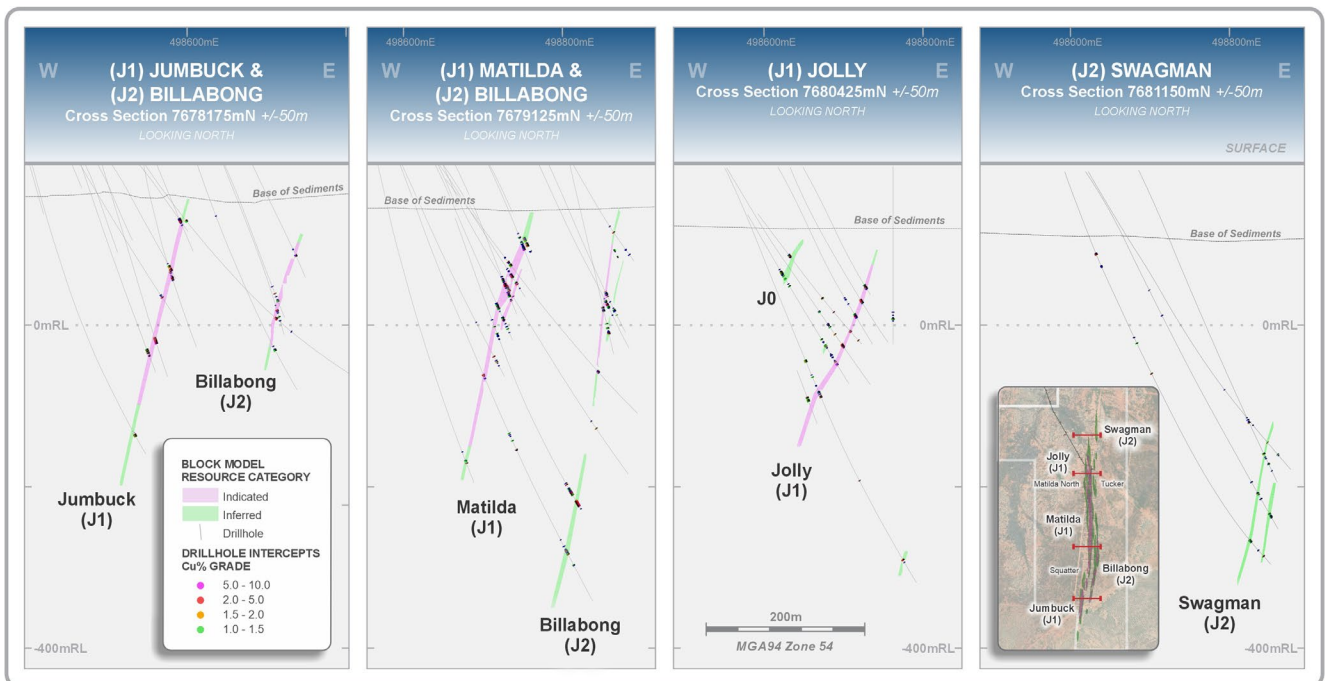 498600mE
W
(J1) JUMBUCK &
E
(J2) BILLABONG
Cross Section 7678175mN +/-50m
LOOKING NORTH
Base of Sediments
0mRL
Billabong
(J2)
Jumbuck
(J1)
-400mRL
BLOCK MODEL
RESOURCE CATEGORY
Indicated
Inferred
Drillhole
DRILLHOLE INTERCEPTS
Cu% GRADE
5.0 - 10.0
2.0 - 5.0
1.5 - 2.0
1.0 - 1.5
498600mE
498800mE
W
(J1) MATILDA &
E
(J2) BILLABONG
Cross Section 7679125mN +/-50m
LOOKING NORTH
Base of Sediments
Matilda
(J1)
Billabong
(J2)
498600mE
498800mE
W
(J1) JOLLY
E
Cross Section 7680425mN +/-50m
LOOKING NORTH
Base of Sediments
J0
0mRL
Jolly
(J1)
200m
MGA94 Zone 54
-400mRL
498600mE
498800mE
W
(J2) SWAGMAN
E
Cross Section 7681150mN +/-50m
LOOKING NORTH
SURFACE
Base of Sediments
0mRL
Swagman
(J2)
Jolly
(J1)
Matilda North
Tucker
Matilda
(J1)
Squatter
Billabong
(J2)
Jumbuck
(J1)
Swagman
(J2)
-400mRL